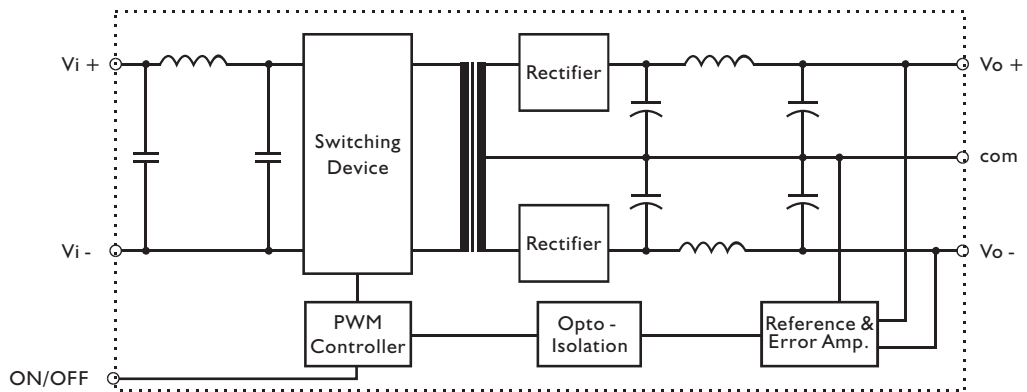 Vi +
Switching
Device
Rectifier
Vo +
com
Vi -
Rectifier
Vo -
PWM
Controller
Opto -
Isolation
Reference &
Error Amp.
ON/OFF